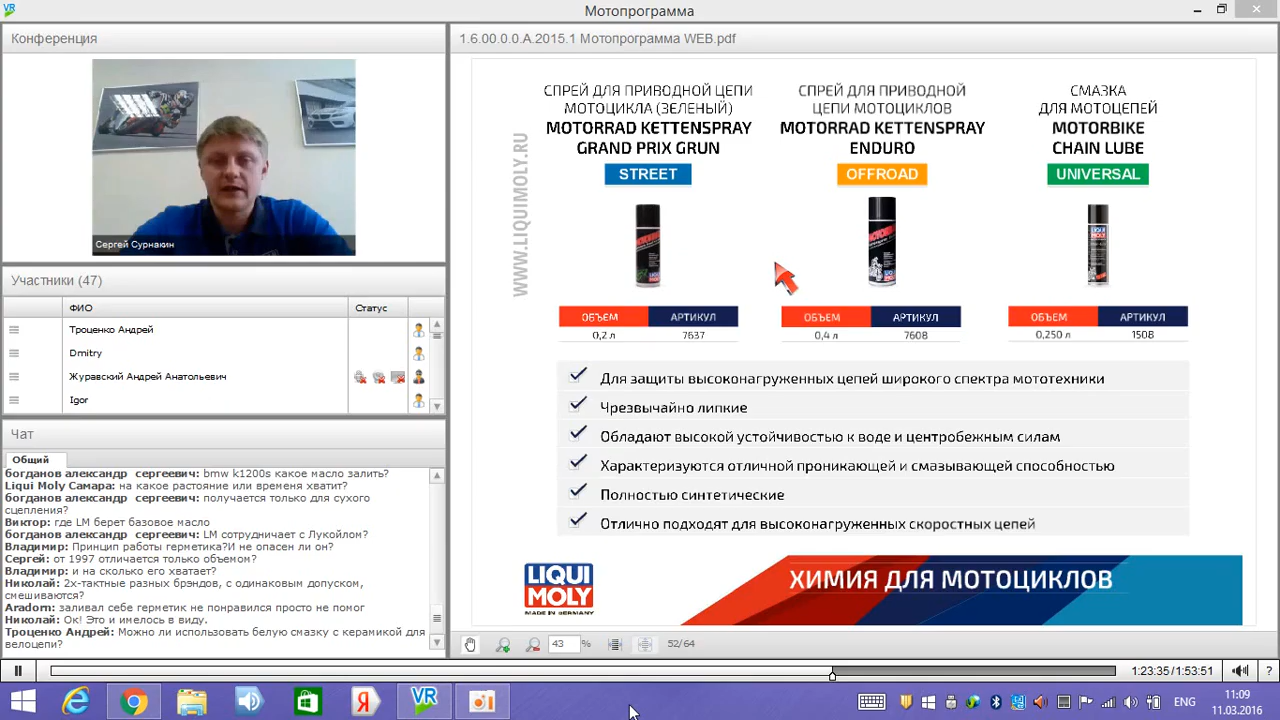 Мотопрограмма
Конференция
Сергей Сурнакин
Участники (47)
ФИО
Статус
Троценко Андрей
Dmitry
Журавский Андрей Анатольевич
Igor
Чат
Общий
богданов александр сергеевич: bmw k1200s какое масло залить?
Liqui Moly Самара: на какое растояние или временя хватит?
богданов александр сергеевич: получается только для сухого
сцепления?
Виктор: где LM берет базовое масло
богданов александр сергеевич: LM сотрудничает с Лукойлом?
Владимир: Принцип работы герметика?И не опасен ли он?
Сергей: от 1997 отличается только объемом?
Владимир: и на сколько его хватает?
Николай: 2х-тактные разных брэндов, с одинаковым допуском,
смешиваются?
Aradorn: заливал себе герметик не понравился просто не помог
Николай: Ок! Это и имелось в виду.
Троценко Андрей: Можно ли использовать белую смазку с керамикой для
велоцепи?
1.6.00.0.0.A.2015.1 Мотопрограмма WEB.pdf
WWW.LIQUIMOLY.RU
СПРЕЙ ДЛЯ ПРИВОДНОЙ ЦЕПИ
МОТОЦИКЛА (ЗЕЛЕНЫЙ)
MOTORRAD KETTENSPRAY
GRAND PRIX GRUN
STREET
ОБЪЕМ АРТИКУЛ
0,2 л 7637
СПРЕЙ ДЛЯ ПРИВОДНОЙ
ЦЕПИ МОТОЦИКЛОВ
MOTORRAD KETTENSPRAY
ENDURO
OFFROAD
ОБЪЕМ АРТИКУЛ
0,4 л 7608
СМАЗКА
ДЛЯ МОТОЦЕПЕЙ
MOTORBIKE
CHAIN LUBE
UNIVERSAL
LIQUI
MOLY
ОБЪЕМ АРТИКУЛ
0,250 л 1508
Для защиты высоконагруженных цепей широкого спектра мототехники
Чрезвычайно липкие
Обладают высокой устойчивостью к воде и центробежным силам
Характеризуются отличной проникающей и смазывающей способностью
Полностью синтетические
Отлично подходят для высоконагруженных скоростных цепей
LIQUI
MOLY
MADE IN GERMANY
ХИМИЯ ДЛЯ МОТОЦИКЛОВ
43 % 52/64
1:23:35/1:53:51 ?
ENG
11:09
11.03.2016